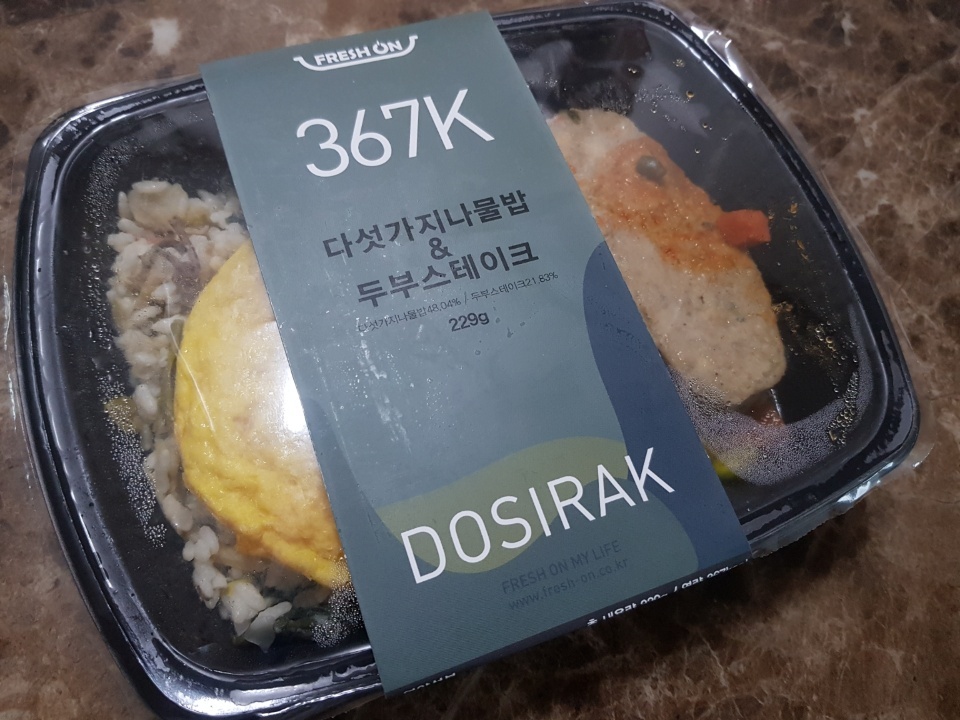 FRESH ON
367K
다섯가지나물밥
&
두부스테이크
다섯가지나물밥48.04% / 두부스테이크21.83%
229g
DOSIRAK
FRESH ON MY LIFE
www.fresh-on.co.kr